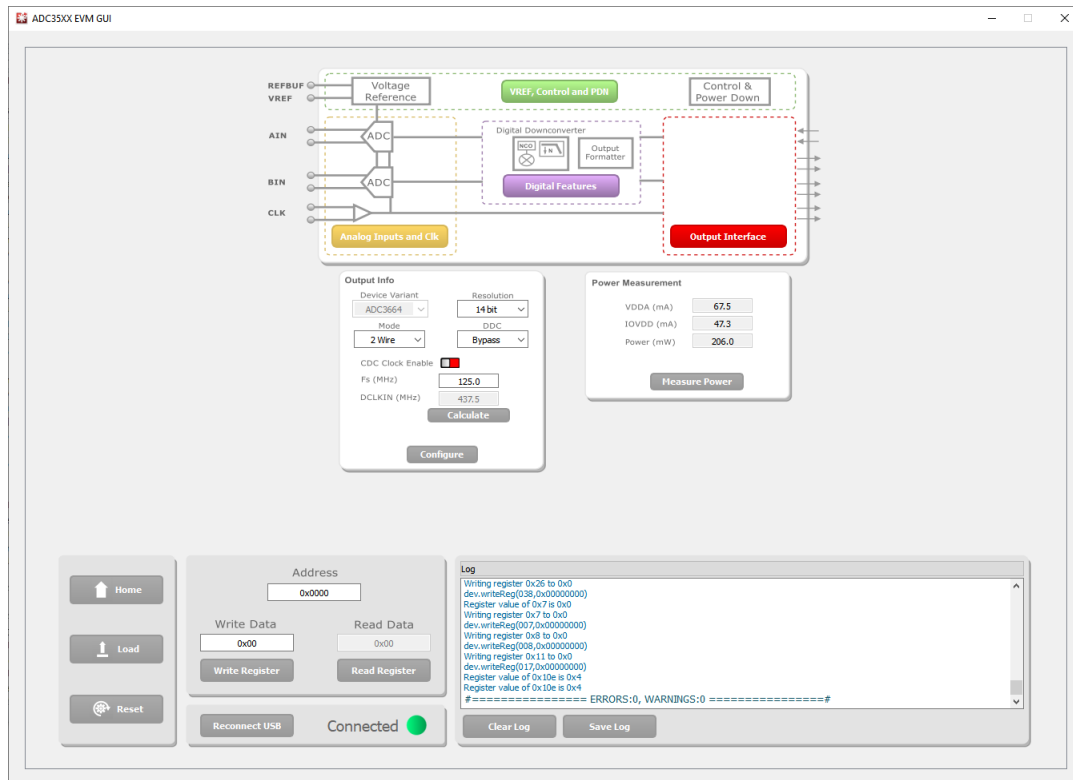 ADC35XX EVM GUI
REFBUF
VREF
Voltage
Reference
VREF, Control and PDN
Control &
Power Down
AIN
ADC
Digital Downconverter
NCO
N
Output
Formatter
BIN
ADC
Digital Features
CLK
Analog Inputs and Clk
Output Interface
Output Info
Device Variant
Resolution
ADC3664
14 bit
Mode
DDC
2 Wire
Bypass
CDC Clock Enable
Fs (MHz)
125.0
DCLKIN (MHz)
437.5
Calculate
Configure
Power Measurement
VDDA (mA)
67.5
IOVDD (mA)
47.3
Power (mW)
206.0
Measure Power
Home
Load
Reset
Address
0x0000
Write Data
Read Data
0x00
0x00
Write Register
Read Register
Reconnect USB
Connected
Log
Writing register 0x26 to 0x0
dev.writeReg(038,0x00000000)
Register value of 0x7 is 0x0
Writing register 0x7 to 0x0
dev.writeReg(007,0x00000000)
Writing register 0x8 to 0x0
dev.writeReg(008,0x00000000)
Writing register 0x11 to 0x0
dev.writeReg(017,0x00000000)
Register value of 0x10e is 0x4
Register value of 0x10e is 0x4
#================ ERRORS:0, WARNINGS:0 ================#
Clear Log
Save Log